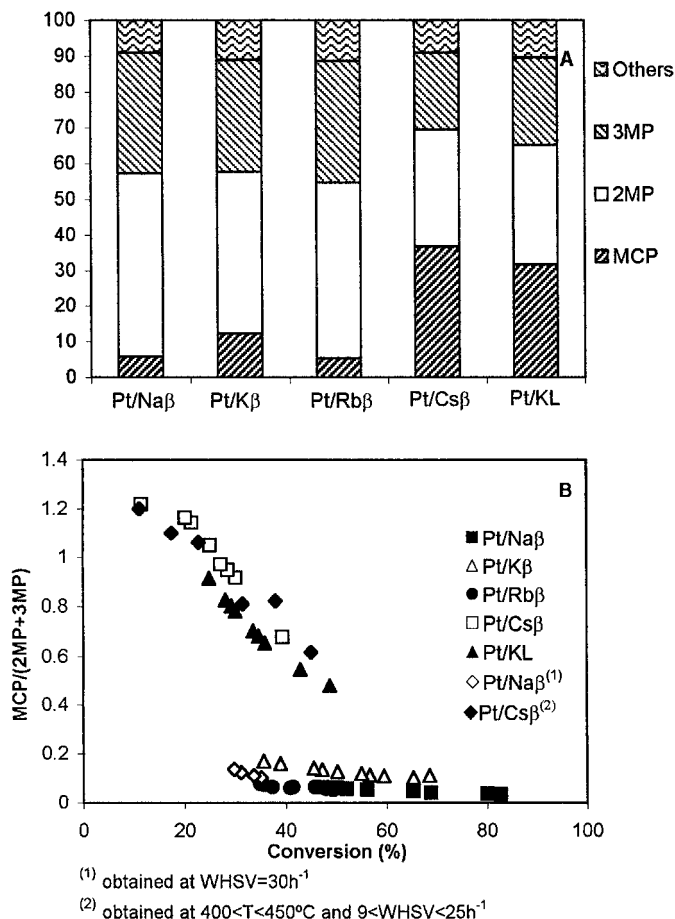 100
90
80
70
60
50
40
30
20
10
0
A
Others
3MP
2MP
MCP
Pt/Naβ
Pt/Kβ
Pt/Rbβ
Pt/Csβ
Pt/KL
MCP/(2MP+3MP)
1.4
1.2
1
0.8
0.6
0.4
0.2
0
B
Pt/Naβ
Pt/Kβ
Pt/Rbβ
Pt/Csβ
Pt/KL
Pt/Naβ(1)
Pt/Csβ(2)
0 20 40 60 80 100
Conversion (%)
(1) obtained at WHSV=30h-1
(2) obtained at 400<T<450ºC and 9<WHSV<25h-1